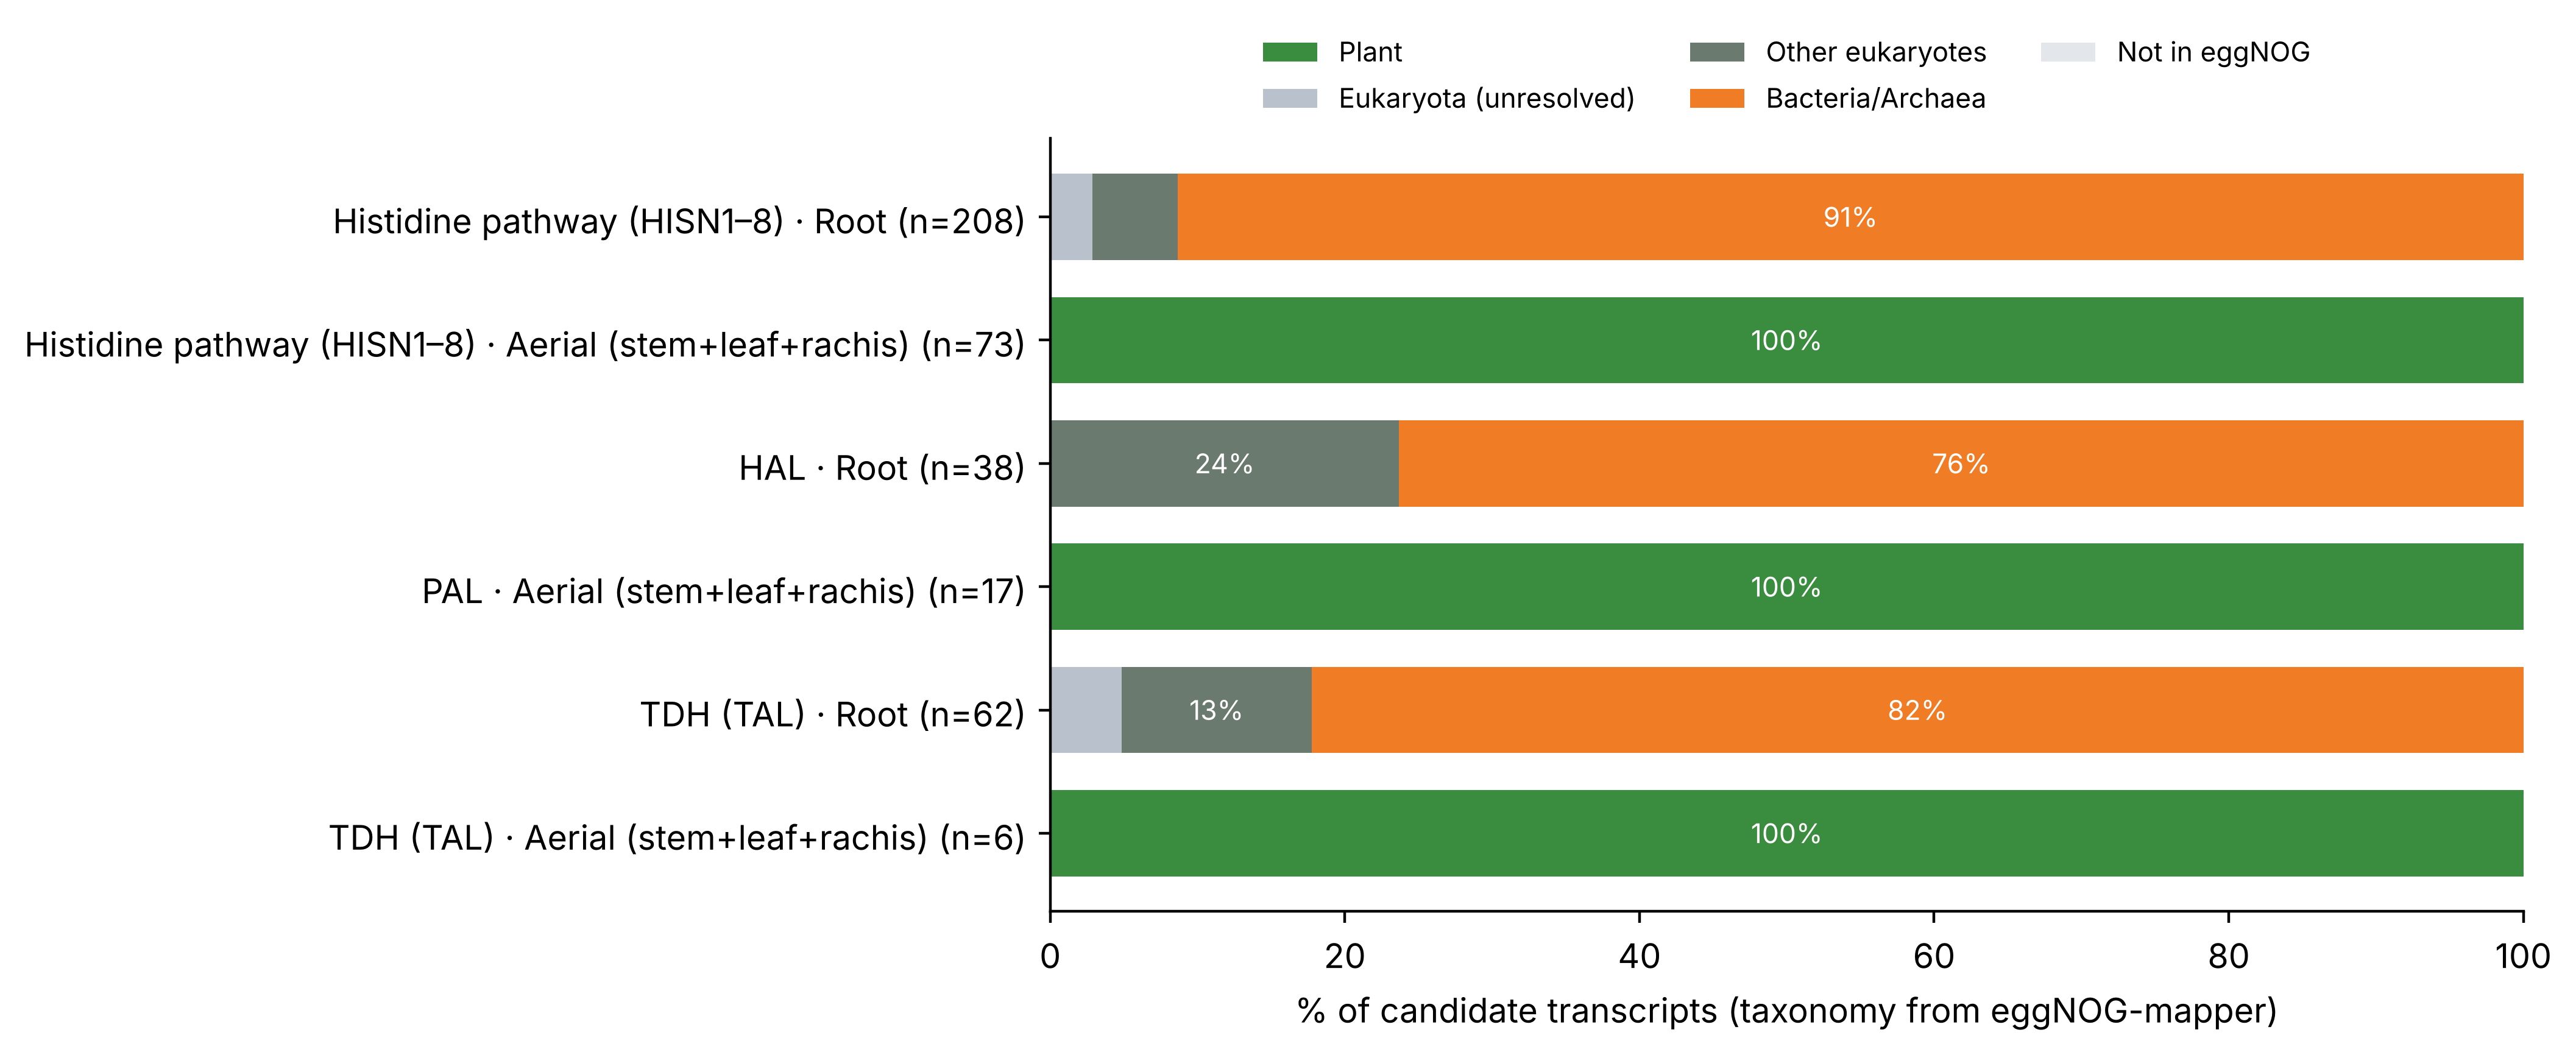 Plant
Other eukaryotes
Not in eggNOG
Eukaryota (unresolved)
Bacteria/Archaea
Histidine pathway (HISN1–8) · Root (n=208)
91%
Histidine pathway (HISN1–8) · Aerial (stem+leaf+rachis) (n=73)
100%
HAL · Root (n=38)
24%
76%
PAL · Aerial (stem+leaf+rachis) (n=17)
100%
TDH (TAL) · Root (n=62)
13%
82%
TDH (TAL) · Aerial (stem+leaf+rachis) (n=6)
100%
0
20
40
60
80
100
% of candidate transcripts (taxonomy from eggNOG-mapper)